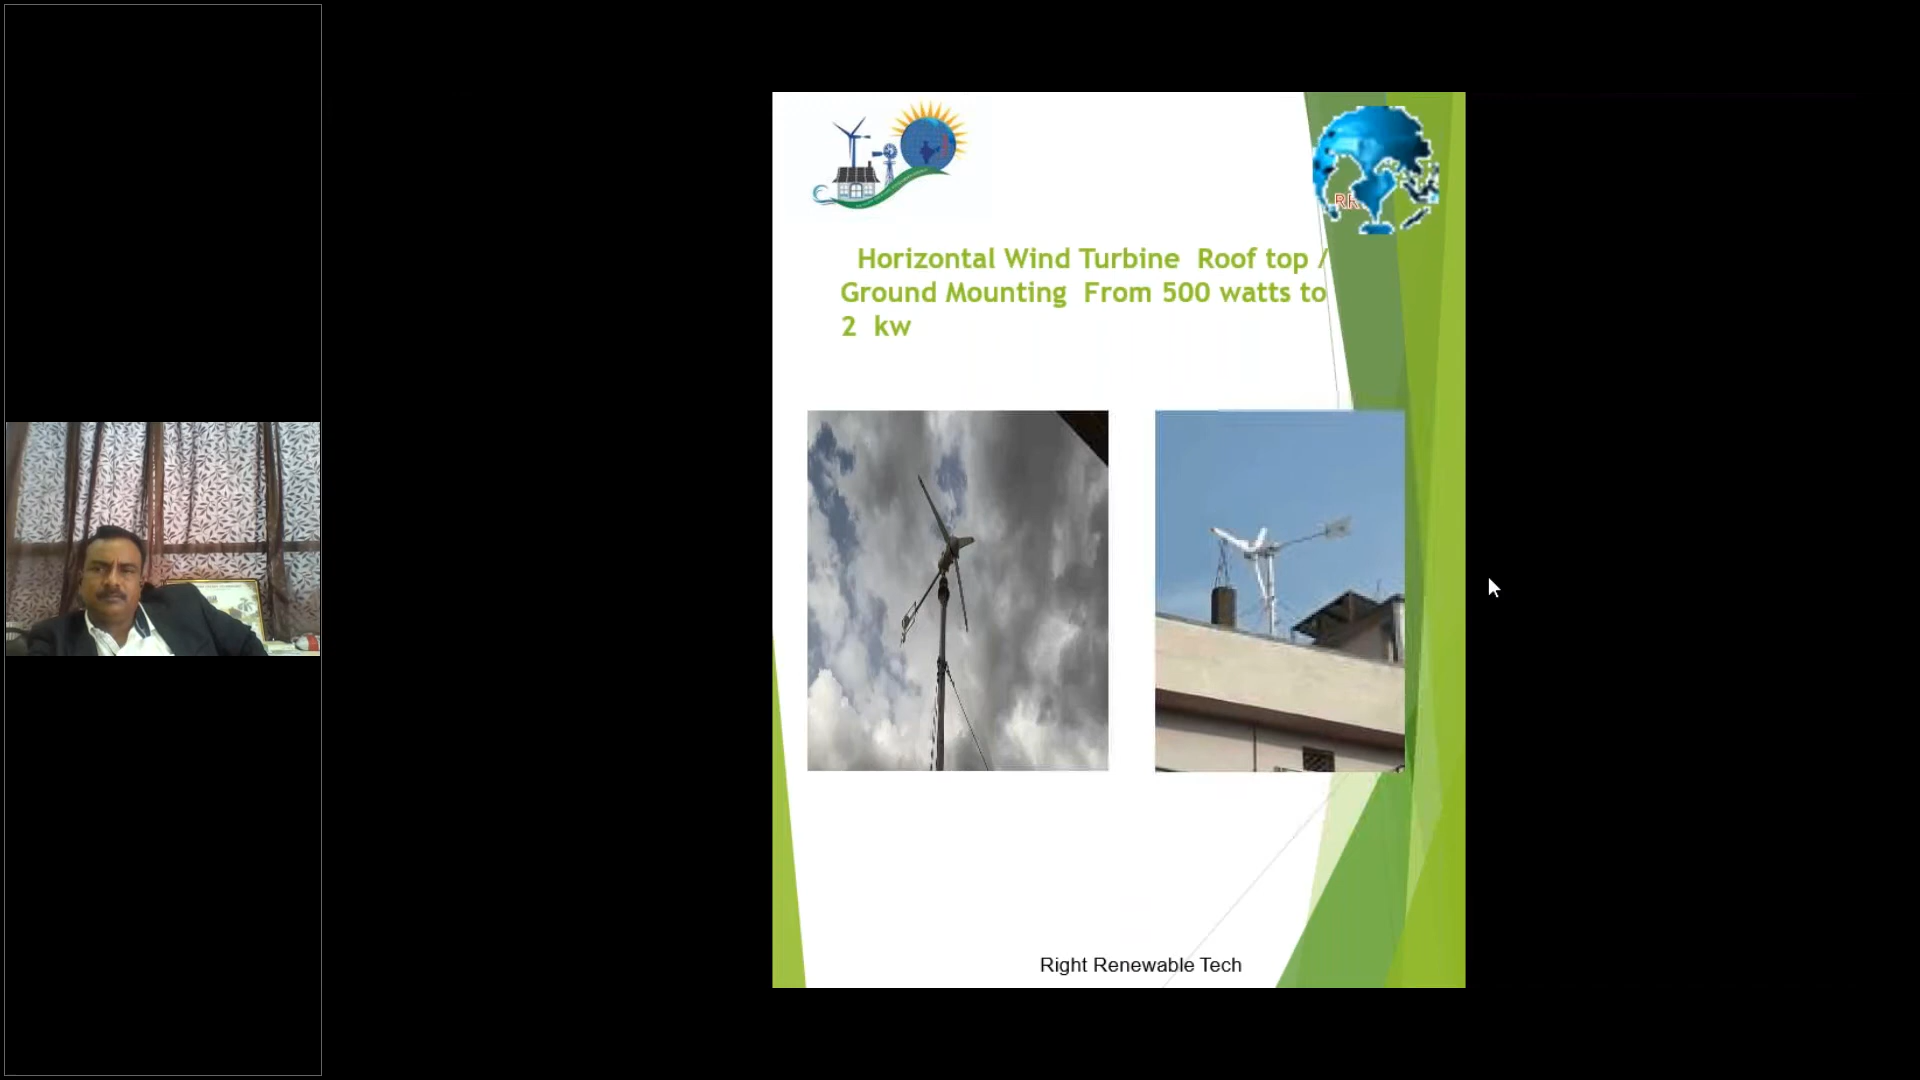 Horizontal Wind Turbine  Roof top /
Ground Mounting  From 500 watts to
2  kw
Right Renewable Tech